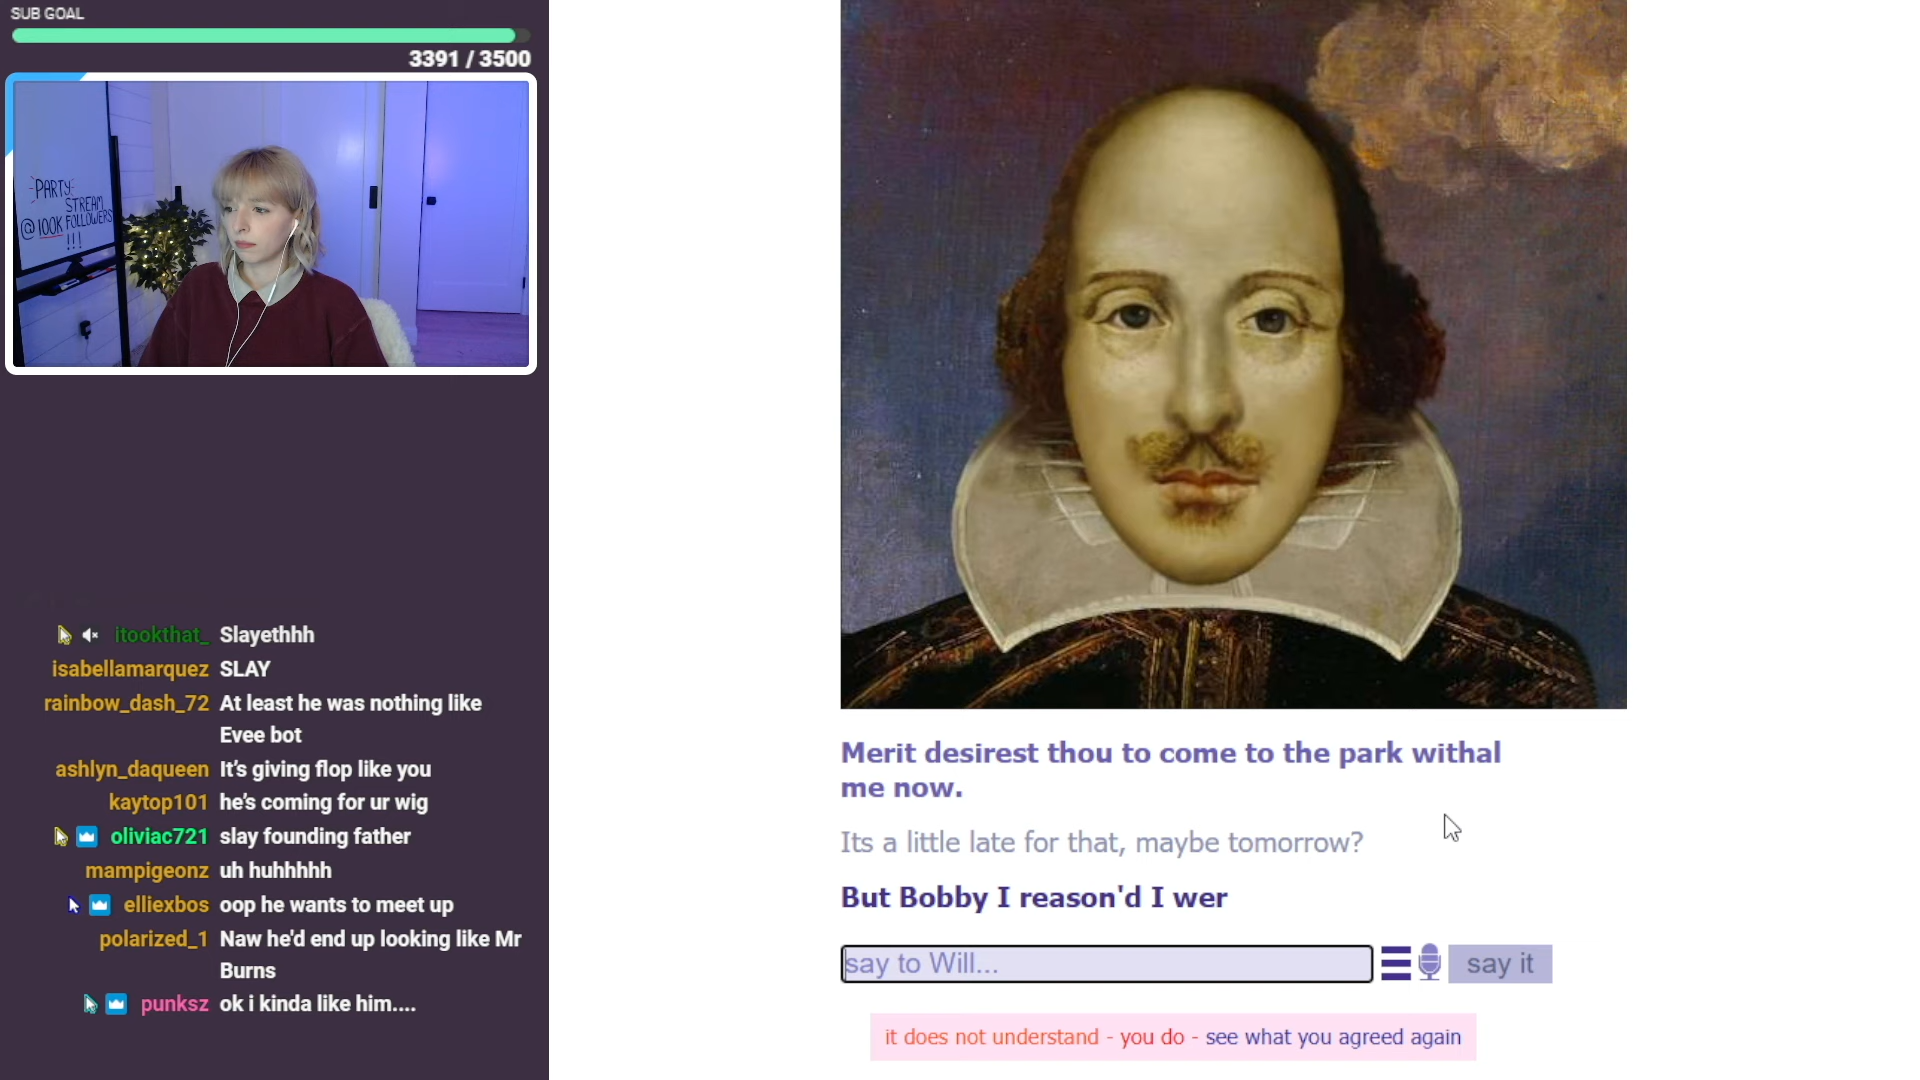 SUB GOAL
3391 / 3500
PARTY
STREAM
@100K FOLLOWERS
!!!
itookthat_ Slayethhh
isabellamarquez SLAY
rainbow_dash_72 At least he was nothing like
Evee bot
ashlyn_daqueen It's giving flop like you
kaytop101 he's coming for ur wig
oliviac721 slay founding father
mampigeonz uh huhhhhh
elliexbos oop he wants to meet up
polarized_1 Naw he'd end up looking like Mr
Burns
punksz ok i kinda like him....
Merit desirest thou to come to the park withal
me now.
Its a little late for that, maybe tomorrow?
But Bobby I reason'd I wer
say to Will...
say it
it does not understand - you do - see what you agreed again